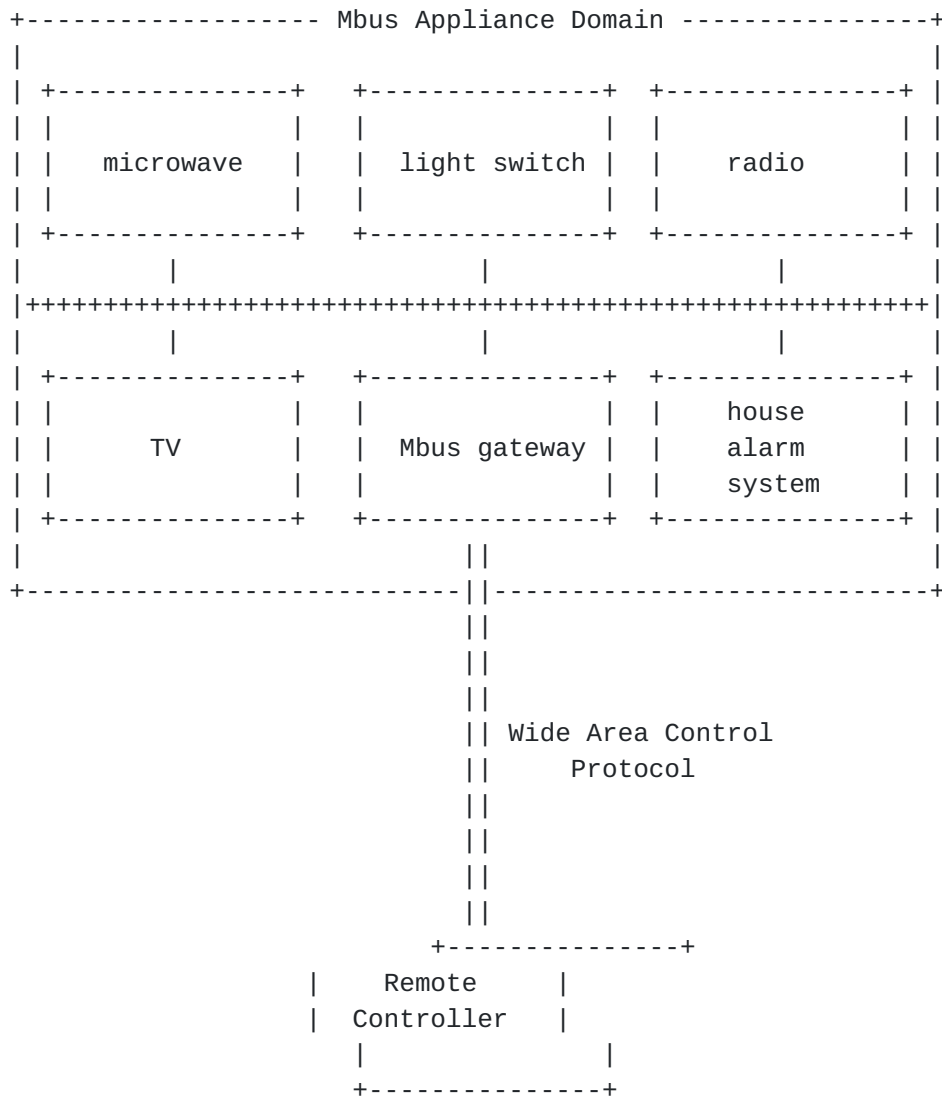 Mbus Appliance Domain
microwave light switch radio
TV Mbus gateway house alarm system
Wide Area Control
Protocol
Remote
Controller